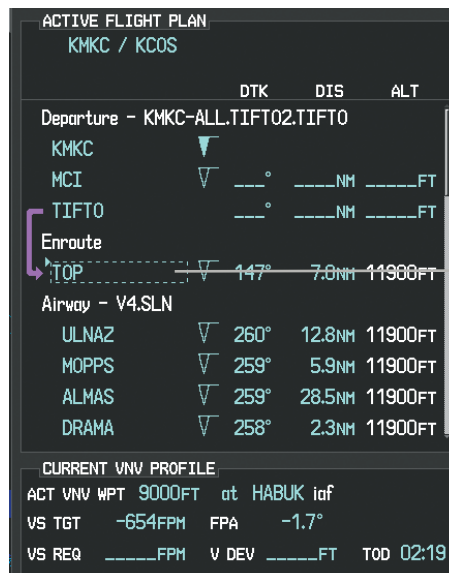 ACTIVE FLIGHT PLAN
KMKC / KCOS
DTK DIS ALT
Departure - KMKC-ALL.TIFTO2.TIFTO
KMKC
MCI ___° ____NM _____FT
TIFTO ___° ____NM _____FT
Enroute
TOP 147° 7.0NM 11900FT
Airway - V4.SLN
ULNAZ 260° 12.8NM 11900FT
MOPPS 259° 5.9NM 11900FT
ALMAS 259° 28.5NM 11900FT
DRAMA 258° 2.3NM 11900FT
CURRENT VNV PROFILE
ACT VNV WPT 9000FT at HABUK iaf
VS TGT -654FPM FPA -1.7°
VS REQ _____FPM V DEV _____FT TOD 02:19